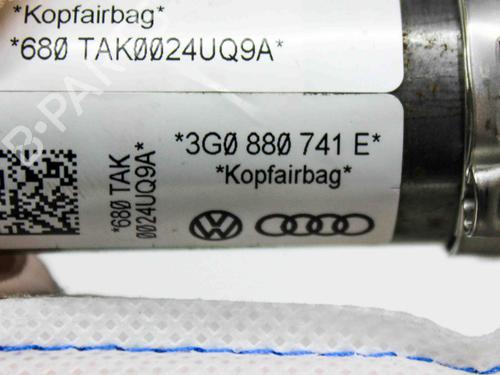 *Kopfairbag*
*680 TAK0024UQ9A*
*680 TAK
0024UQ9A*
*3G0 880 741 E*
*Kopfairbag*